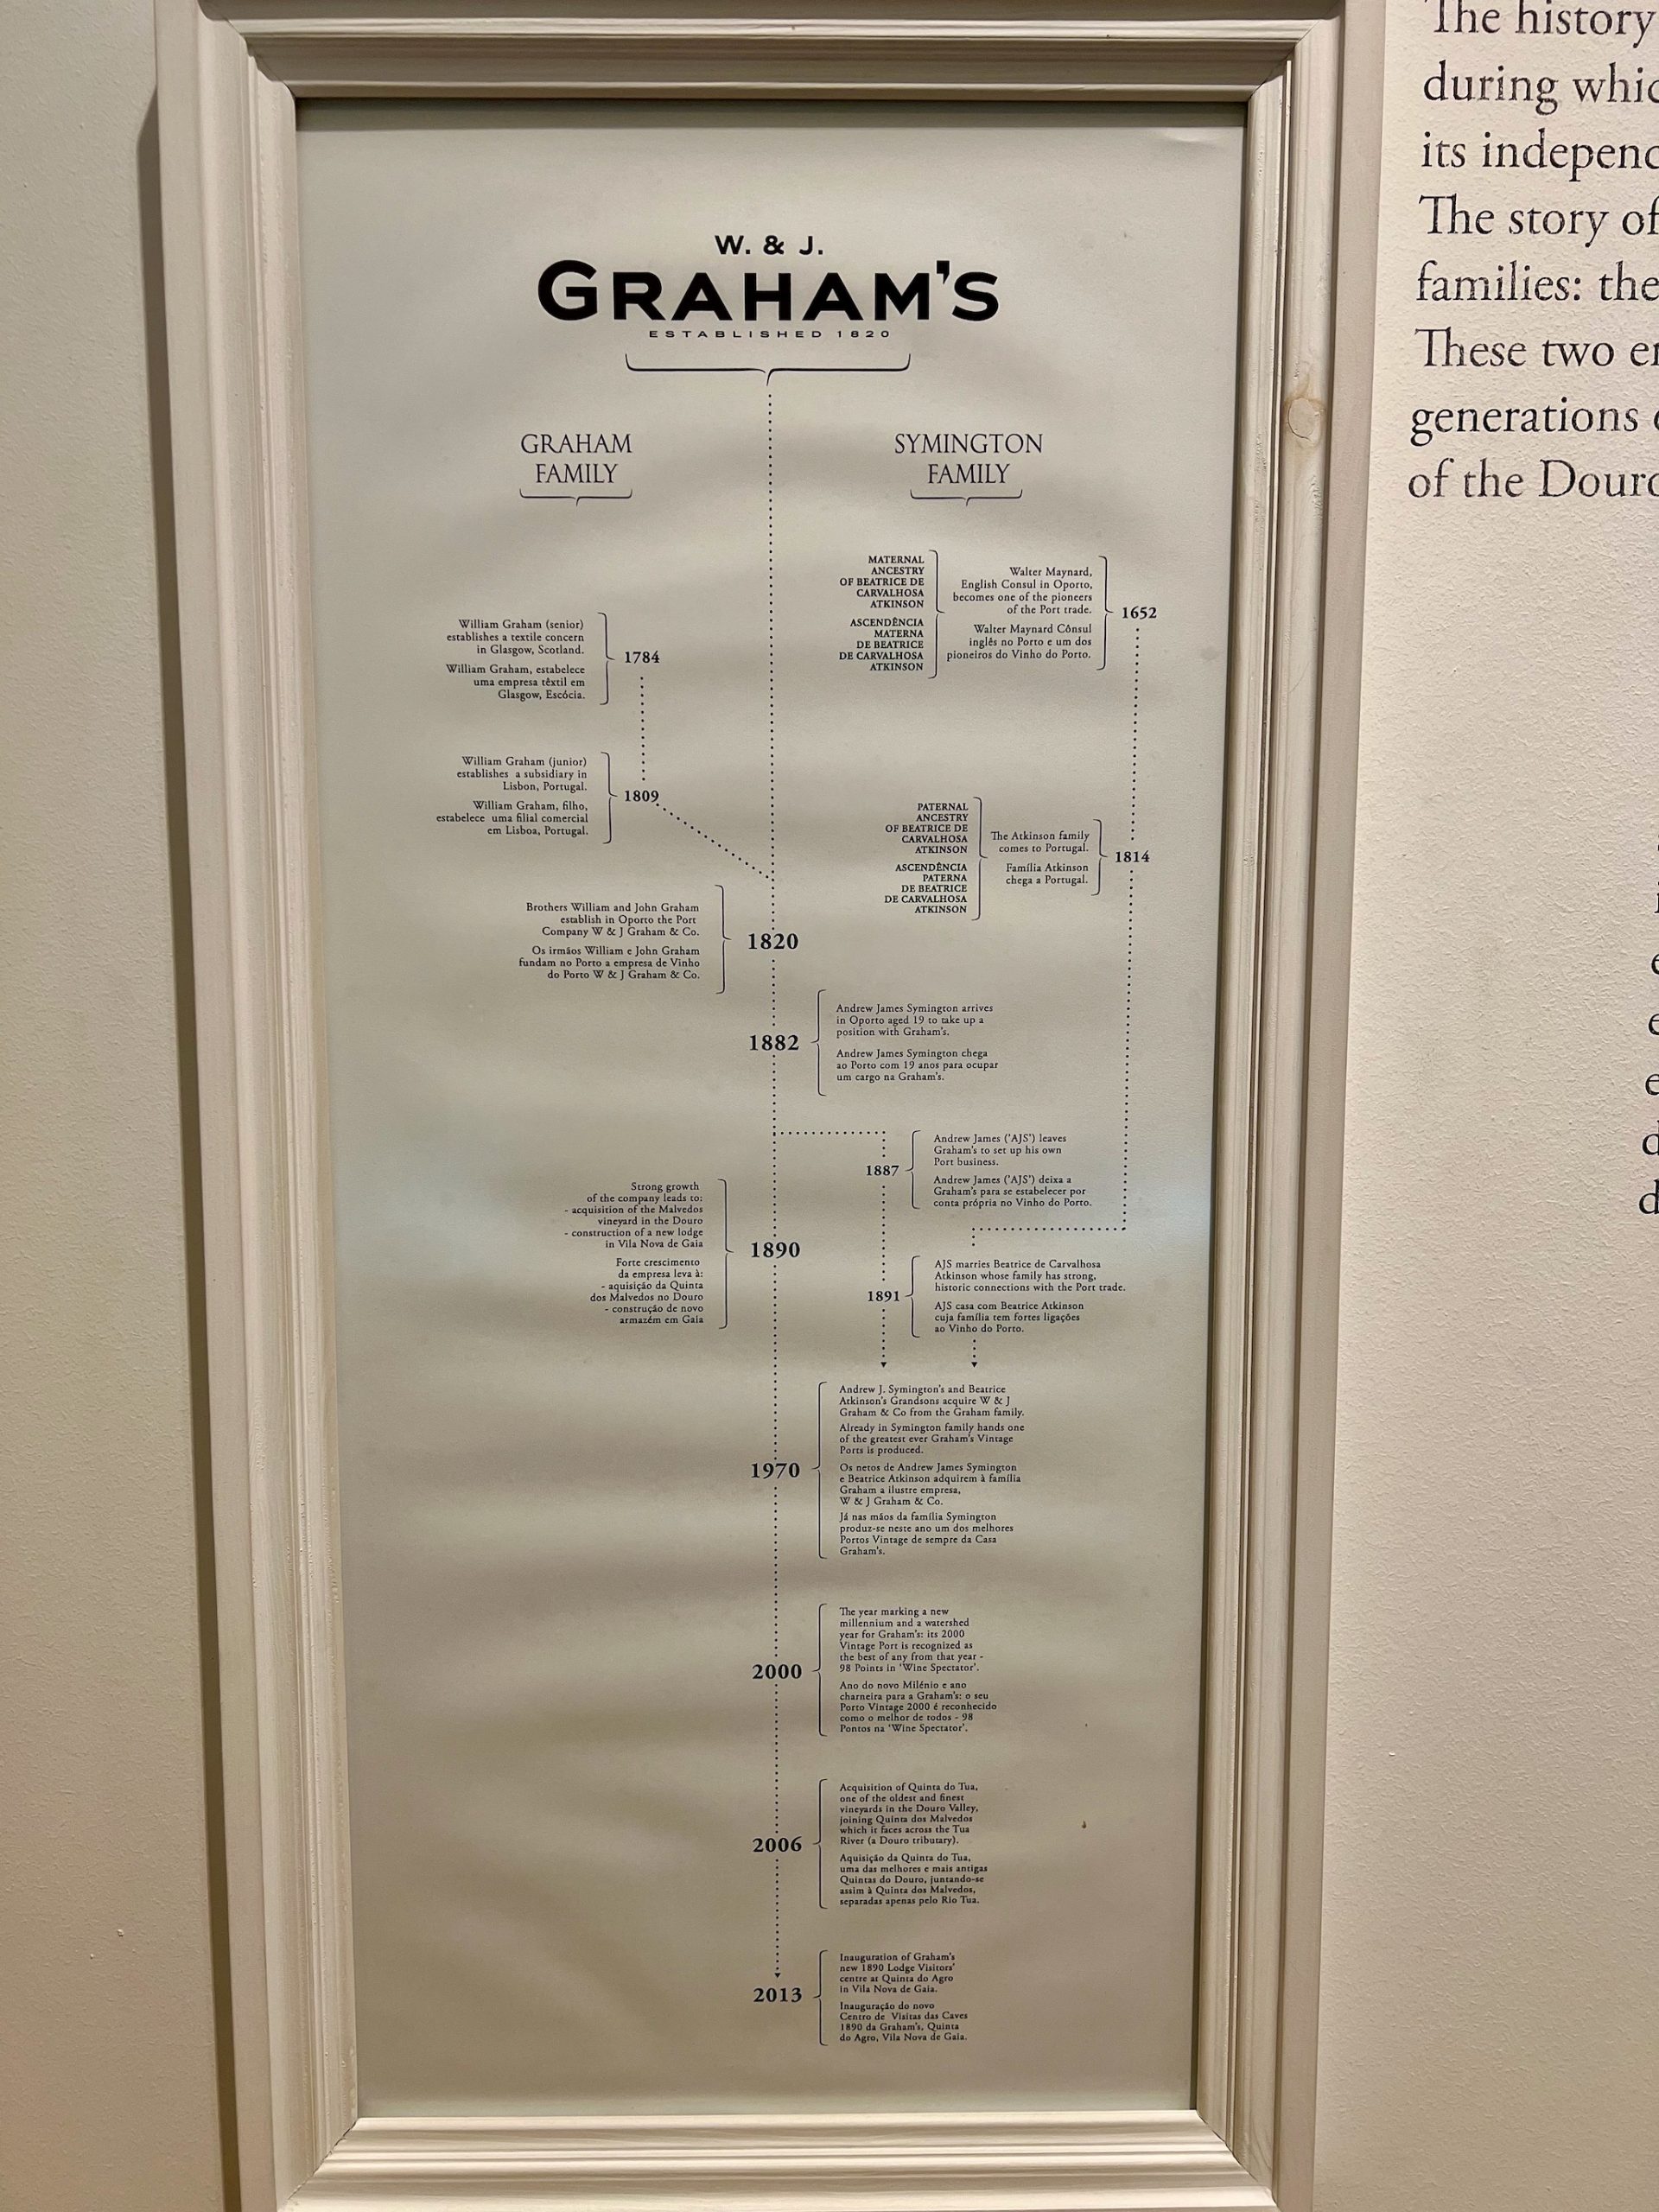 W. & J.
GRAHAM'S
ESTABLISHED 1820
GRAHAM
FAMILY
SYMINGTON
FAMILY
MATERNAL
ANCESTRY
OF BEATRICE DE
CARVALHOSA
ATKINSON
ASCENDÊNCIA
MATERNA
DE BEATRICE
DE CARVALHOSA
ATKINSON
Walter Maynard,
English Consul in Oporto,
becomes one of the pioneers
of the Port trade.
Walter Maynard Cônsul
inglês no Porto e um dos
pioneiros do Vinho do Porto.
1652
William Graham (senior)
establishes a textile concern
in Glasgow, Scotland.
William Graham, estabelece
uma empresa têxtil em
Glasgow, Escócia.
1784
William Graham (junior)
establishes a subsidiary in
Lisbon, Portugal.
William Graham, filho,
estabelece uma filial comercial
em Lisboa, Portugal.
1809
PATERNAL
ANCESTRY
OF BEATRICE DE
CARVALHOSA
ATKINSON
ASCENDÊNCIA
PATERNA
DE BEATRICE
DE CARVALHOSA
ATKINSON
The Atkinson family
comes to Portugal.
Família Atkinson
chega a Portugal.
1814
Brothers William and John Graham
establish in Oporto the Port
Company W & J Graham & Co.
Os irmãos William e John Graham
fundam no Porto a empresa de Vinho
do Porto W & J Graham & Co.
1820
1882
Andrew James Symington arrives
in Oporto aged 19 to take up a
position with Graham's.
Andrew James Symington chega
ao Porto com 19 anos para ocupar
um cargo na Graham's.
1887
Andrew James ('AJS') leaves
Graham's to set up his own
Port business.
Andrew James ('AJS') deixa a
Graham's para se estabelecer por
conta própria no Vinho do Porto.
Strong growth
of the company leads to:
- acquisition of the Malvedos
vineyard in the Douro
- construction of a new lodge
in Vila Nova de Gaia
Forte crescimento
da empresa leva à:
- aquisição da Quinta
dos Malvedos no Douro
- construção de novo
armazém em Gaia
1890
1891
AJS marries Beatrice de Carvalhosa
Atkinson whose family has strong,
historic connections with the Port trade.
AJS casa com Beatrice Atkinson
cuja família tem fortes ligações
ao Vinho do Porto.
1970
Andrew J. Symington's and Beatrice
Atkinson's Grandsons acquire W & J
Graham & Co from the Graham family.
Already in Symington family hands one
of the greatest ever Graham's Vintage
Ports is produced.
Os netos de Andrew James Symington
e Beatrice Atkinson adquirem à família
Graham a ilustre empresa,
W & J Graham & Co.
Já nas mãos da família Symington
produz-se neste ano um dos melhores
Portos Vintage de sempre da Casa
Graham's.
2000
The year marking a new
millennium and a watershed
year for Graham's: its 2000
Vintage Port is recognized as
the best of any from that year -
98 Points in 'Wine Spectator'.
Ano do novo Milénio e ano
charneira para a Graham's: o seu
Porto Vintage 2000 é reconhecido
como o melhor de todos - 98
Pontos na 'Wine Spectator'.
2006
Acquisition of Quinta do Tua,
one of the oldest and finest
vineyards in the Douro Valley,
joining Quinta dos Malvedos
which it faces across the Tua
River (a Douro tributary).
Aquisição da Quinta do Tua,
uma das melhores e mais antigas
Quintas do Douro, juntando-se
assim à Quinta dos Malvedos,
separadas apenas pelo Rio Tua.
2013
Inauguration of Graham's
new 1890 Lodge Visitors'
centre at Quinta do Agro
in Vila Nova de Gaia.
Inauguração do novo
Centro de Visitas das Caves
1890 da Graham's, Quinta
do Agro, Vila Nova de Gaia.
The history
during
its
The story of
families: the
These two
generations
of the